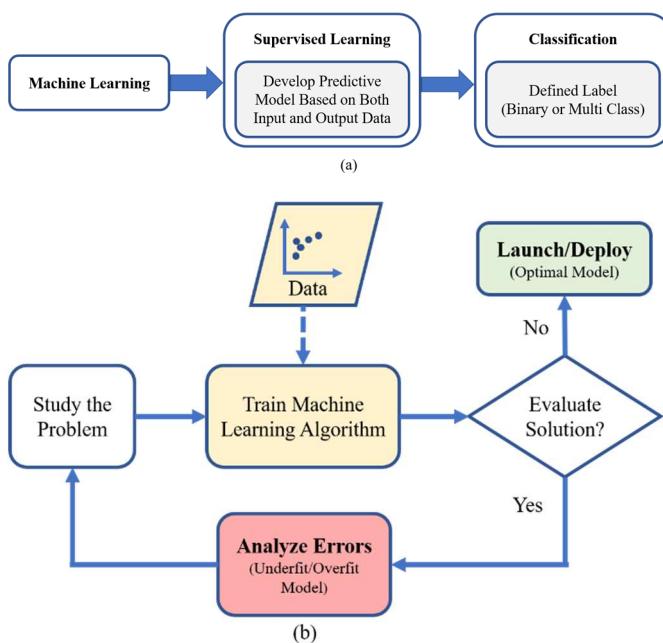 Machine Learning
Supervised Learning
Develop Predictive
Model Based on Both
Input and Output Data
Classification
Defined Label
(Binary or Multi Class)
(a)
Data
Launch/Deploy
(Optimal Model)
No
Study the
Problem
Train Machine
Learning Algorithm
Evaluate
Solution?
Yes
Analyze Errors
(Underfit/Overfit
Model)
(b)